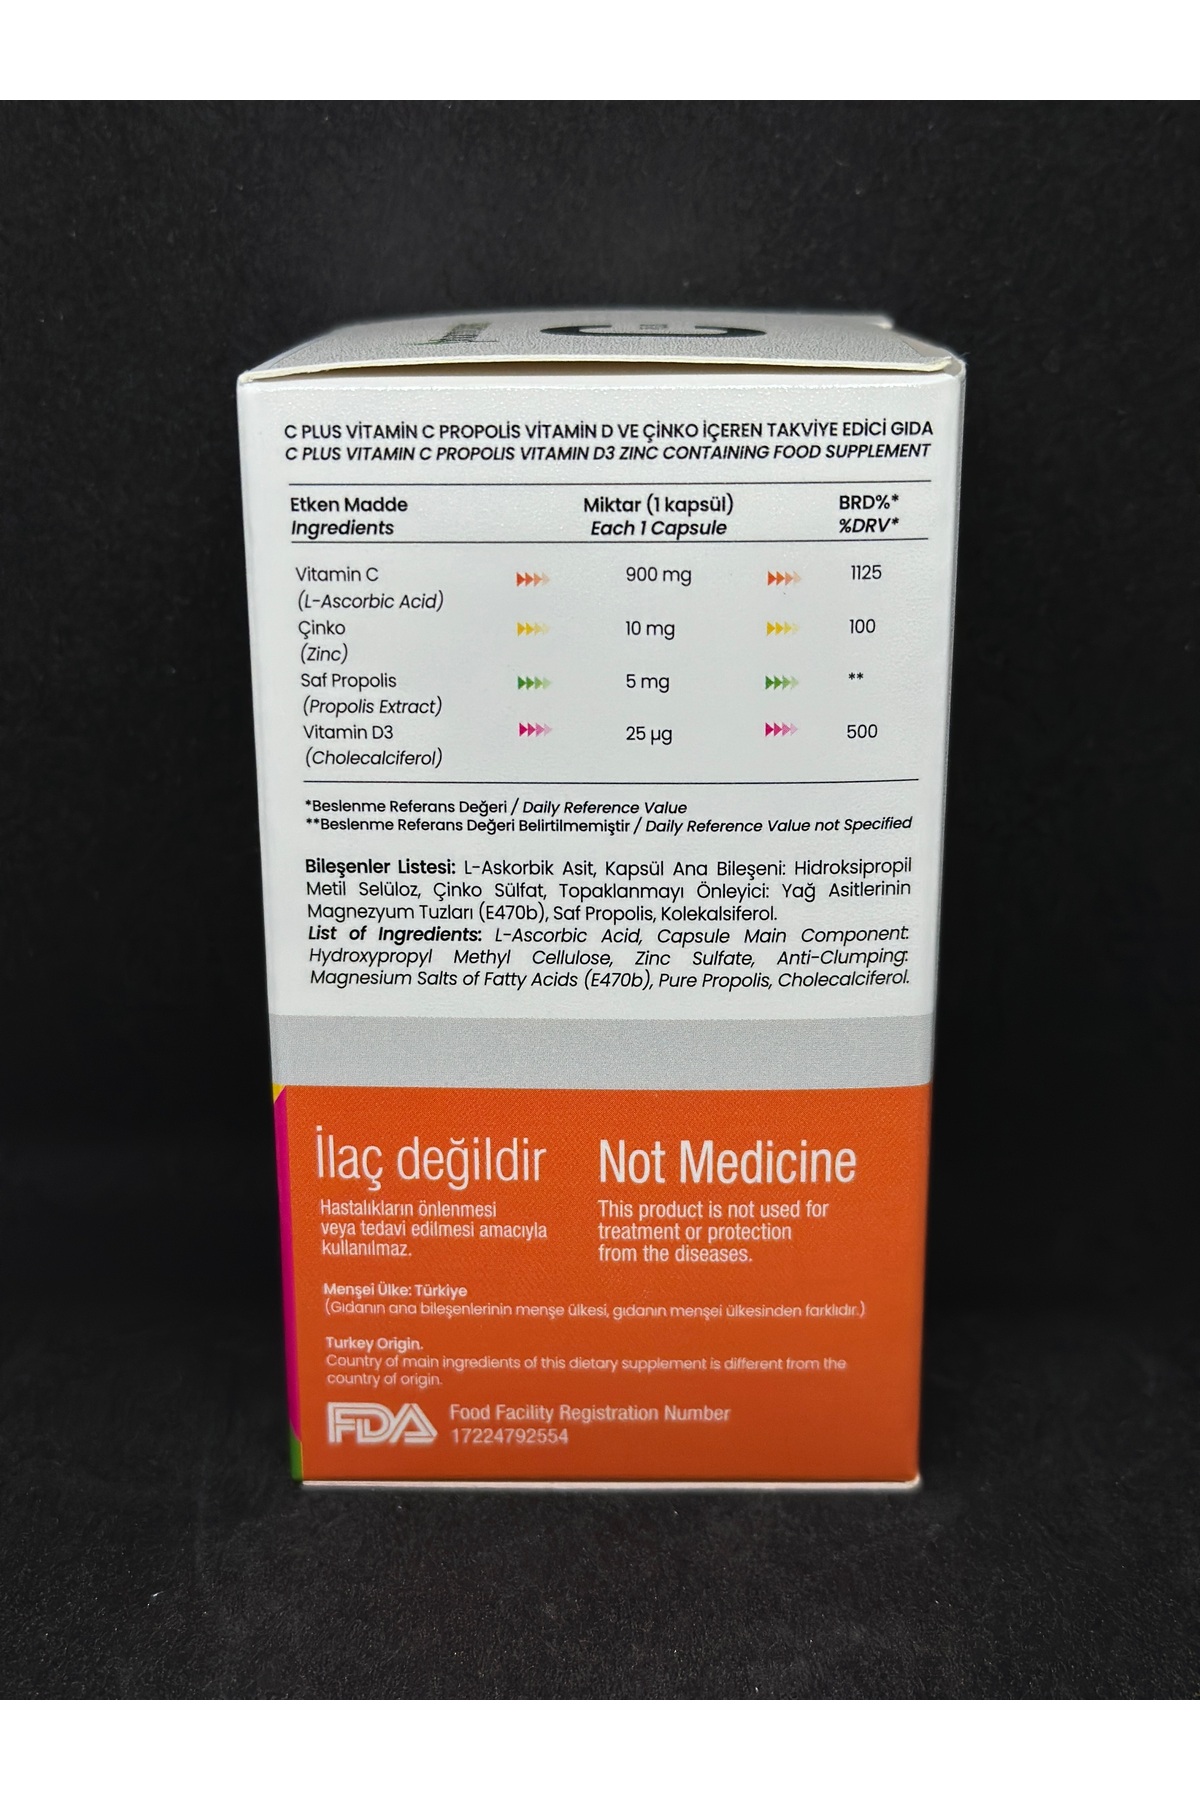 C PLUS VİTAMİN C PROPOLİS VİTAMİN D VE ÇİNKO İÇEREN TAKVİYE EDİCİ GIDA
C PLUS VITAMIN C PROPOLIS VITAMIN D3 ZINC CONTAINING FOOD SUPPLEMENT
Etken Madde Miktar (1 kapsül) BRD%*
Ingredients Each 1 Capsule %DRV*
Vitamin C 900 mg 1125
(L-Ascorbic Acid)
Çinko 10 mg 100
(Zinc)
Saf Propolis 5 mg **
(Propolis Extract)
Vitamin D3 25 µg 500
(Cholecalciferol)
*Beslenme Referans Değeri / Daily Reference Value
**Beslenme Referans Değeri Belirtilmemiştir / Daily Reference Value not Specified
Bileşenler Listesi: L-Askorbik Asit, Kapsül Ana Bileşeni: Hidroksipropil
Metil Selüloz, Çinko Sülfat, Topaklanmayı Önleyici: Yağ Asitlerinin
Magnezyum Tuzları (E470b), Saf Propolis, Kolekalsiferol.
List of Ingredients: L-Ascorbic Acid, Capsule Main Component:
Hydroxypropyl Methyl Cellulose, Zinc Sulfate, Anti-Clumping:
Magnesium Salts of Fatty Acids (E470b), Pure Propolis, Cholecalciferol.
İlaç değildir
Hastalıkların önlenmesi
veya tedavi edilmesi amacıyla
kullanılmaz.
Not Medicine
This product is not used for
treatment or protection
from the diseases.
Menşei Ülke: Türkiye
(Gıdanın ana bileşenlerinin menşe ülkesi, gıdanın menşei ülkesinden farklıdır.)
Turkey Origin.
Country of main ingredients of this dietary supplement is different from the
country of origin.
FDA Food Facility Registration Number
17224792554